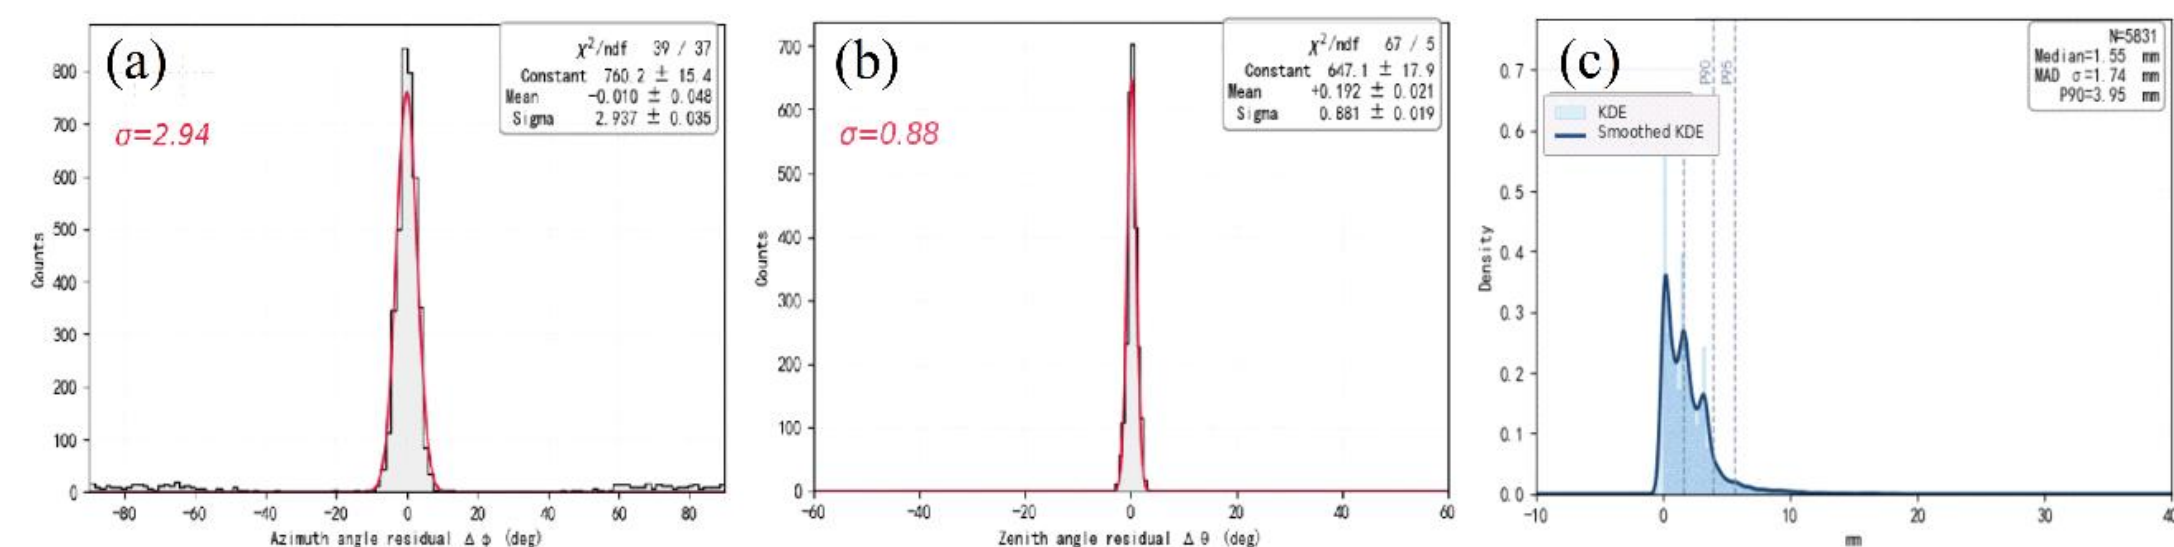 (a)
χ²/ndf 39 / 37
Constant 760.2 ± 15.4
Mean -0.010 ± 0.048
Sigma 2.937 ± 0.035
σ=2.94
800
700
600
500
400
300
200
100
0
Counts
-80 -60 -40 -20 0 20 40 60 80
Azimuth angle residual Δ φ (deg)
(b)
χ²/ndf 67 / 5
Constant 647.1 ± 17.9
Mean +0.192 ± 0.021
Sigma 0.881 ± 0.019
σ=0.88
700
600
500
400
300
200
100
0
Counts
-60 -40 -20 0 20 40 60
Zenith angle residual Δ θ (deg)
(c)
N=5831
Median=1.55 mm
MAD σ=1.74 mm
P90=3.95 mm
P90
P95
KDE
Smoothed KDE
0.7
0.6
0.5
0.4
0.3
0.2
0.1
0.0
Density
-10 0 10 20 30 40
mm